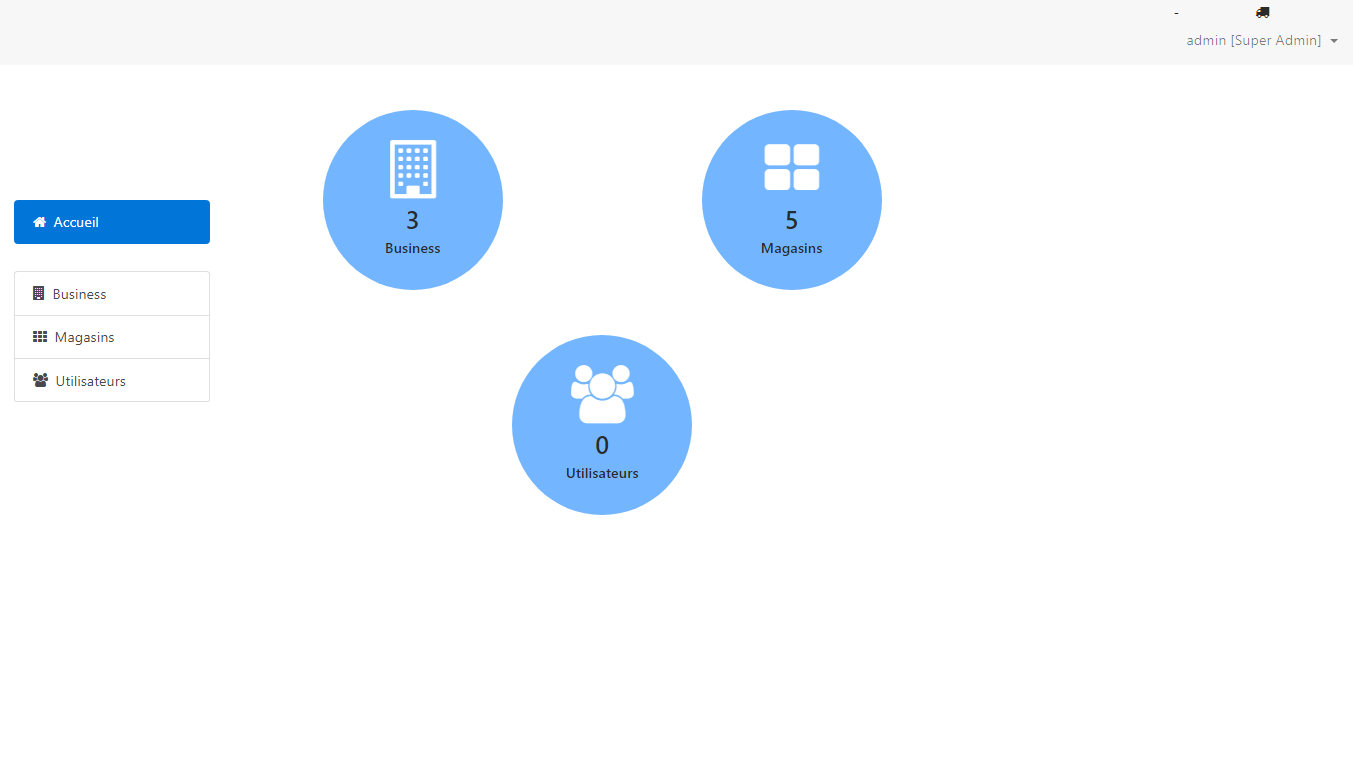 -
admin [Super Admin]
Accueil
Business
Magasins
Utilisateurs
3
Business
5
Magasins
0
Utilisateurs